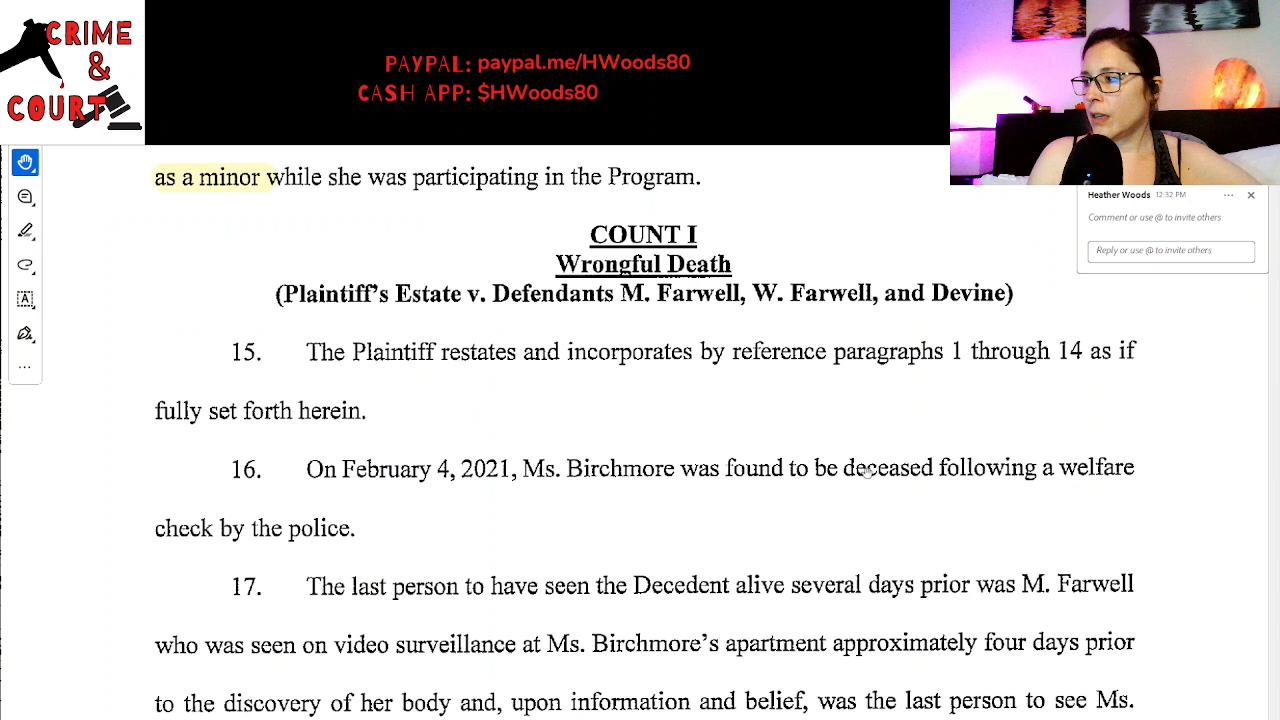 CRIME
&
COURT
PAYPAL: paypal.me/HWoods80
CASH APP: $HWoods80
Heather Woods 12:32 PM
Comment or use @ to invite others
Reply or use @ to invite others
as a minor while she was participating in the Program.
COUNT I
Wrongful Death
(Plaintiff's Estate v. Defendants M. Farwell, W. Farwell, and Devine)
15. The Plaintiff restates and incorporates by reference paragraphs 1 through 14 as if
fully set forth herein.
16. On February 4, 2021, Ms. Birchmore was found to be deceased following a welfare
check by the police.
17. The last person to have seen the Decedent alive several days prior was M. Farwell
who was seen on video surveillance at Ms. Birchmore's apartment approximately four days prior
to the discovery of her body and, upon information and belief, was the last person to see Ms.